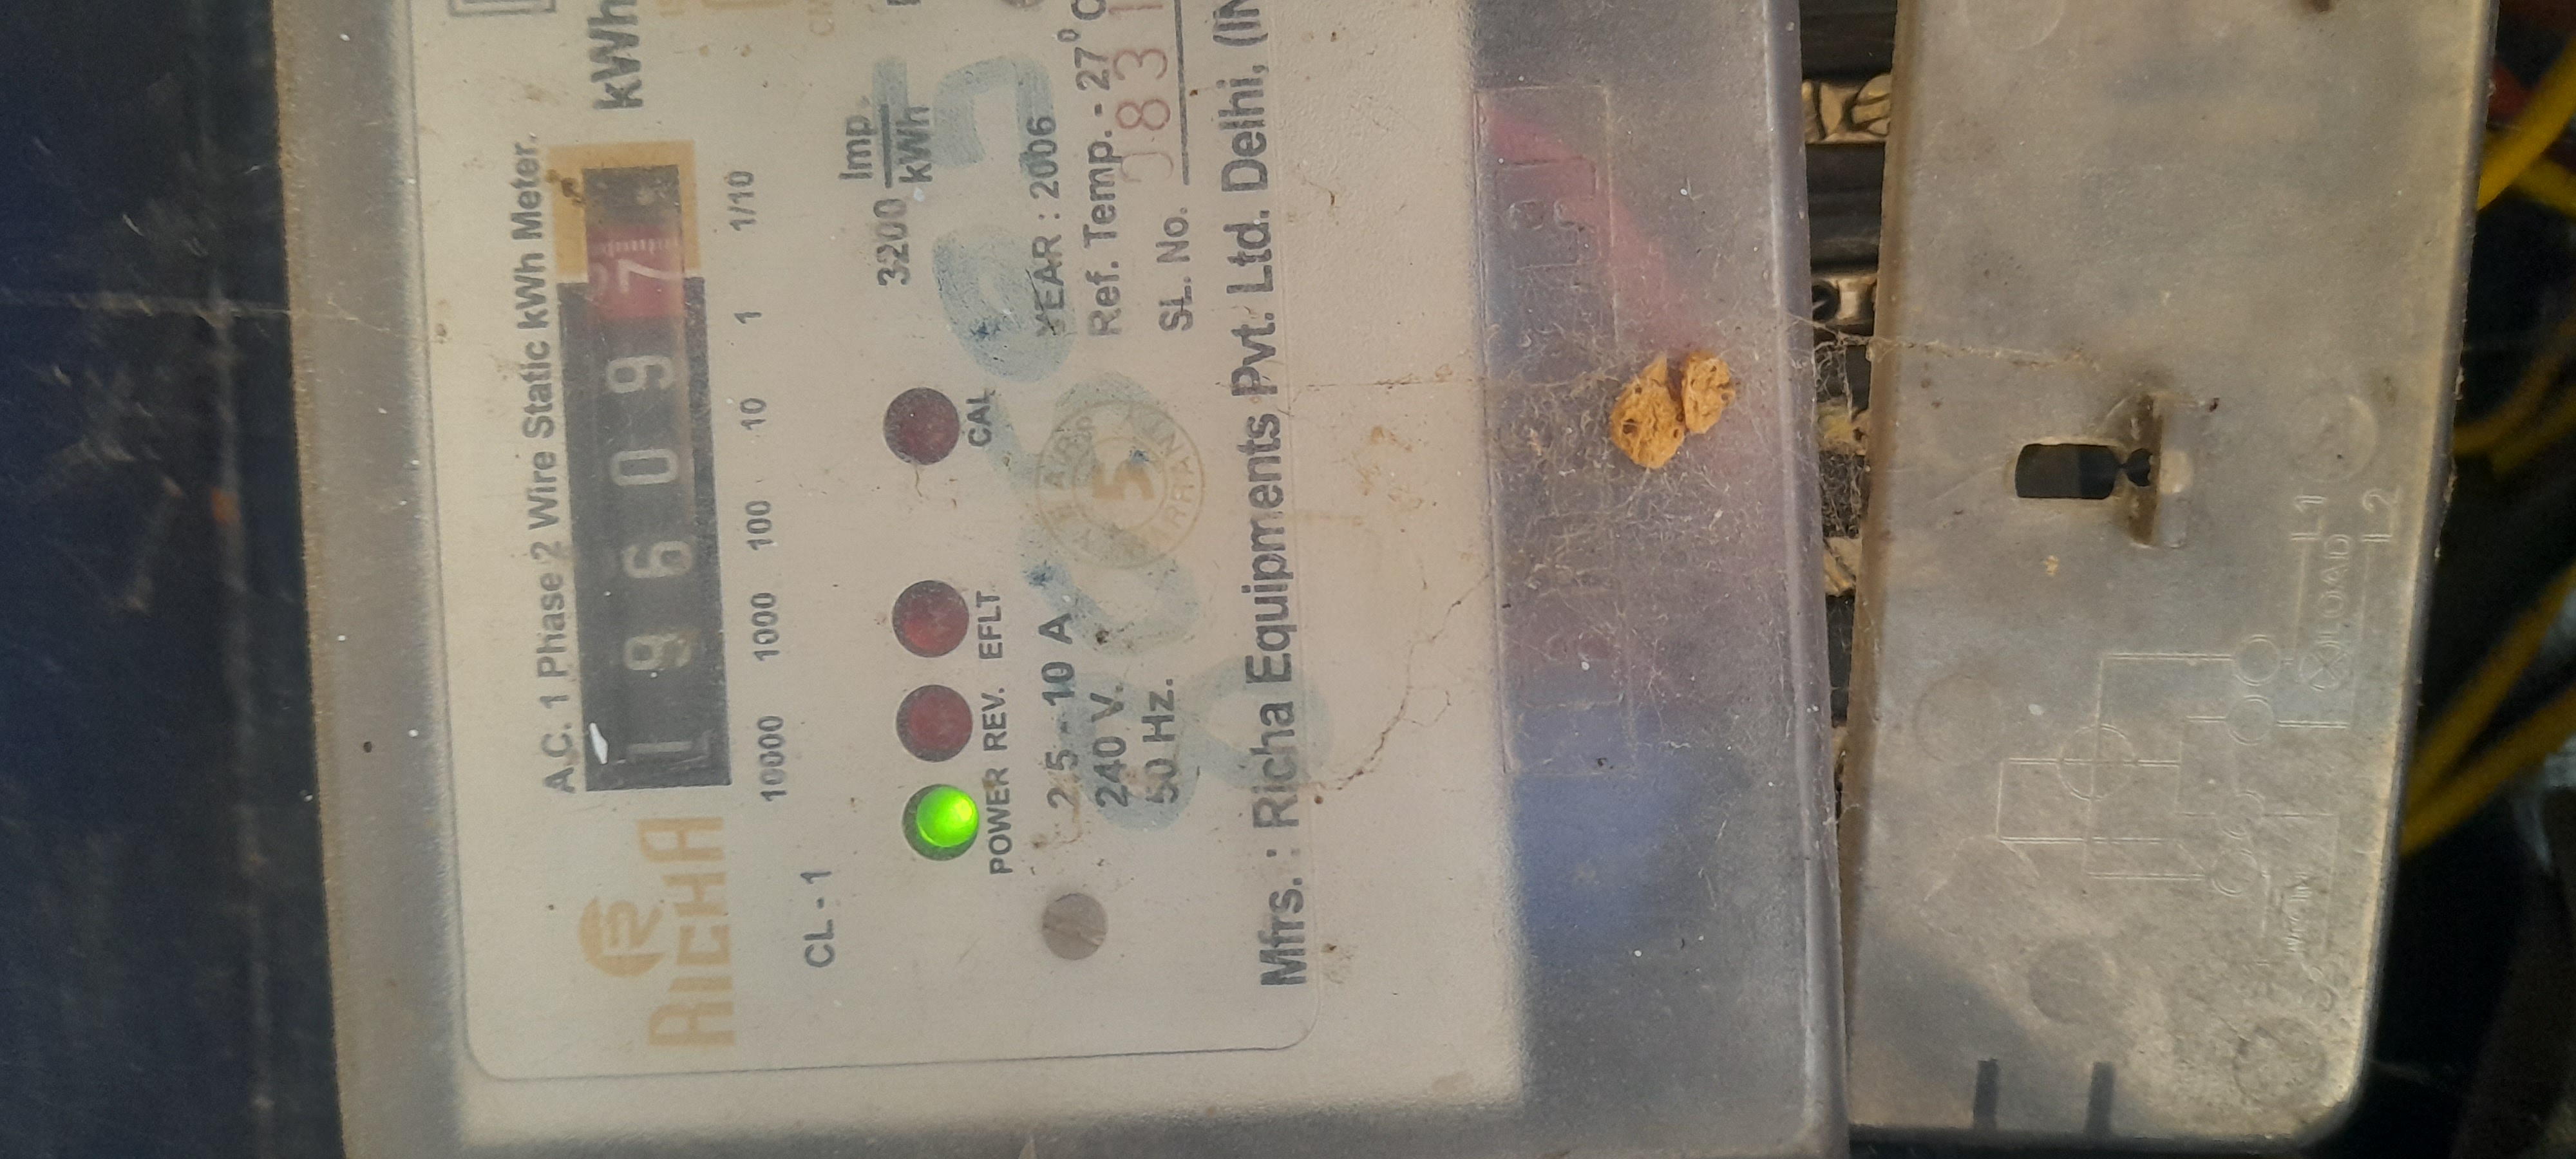 A.C. 1 Phase 2 Wire Static kWh Meter.
1 9 6 0 9 7
kWh
10000 1000 100 10 1 1/10
RICHA
CL - 1
3200 Imp
kWh
POWER REV. EFLT CAL
2.5 - 10 A
240 V.
50 Hz.
YEAR : 2006
Ref. Temp. - 27°C
SL. No.
5
Mfrs. : Richa Equipments Pvt. Ltd. Delhi,
LOAD
L1
L2